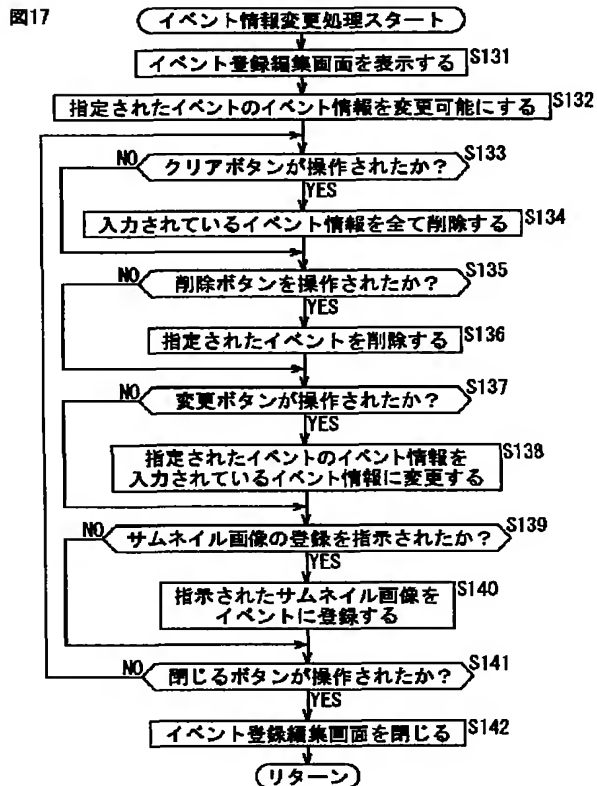 図17
イベント情報変更処理スタート
イベント登録編集画面を表示する
S131
指定されたイベントのイベント情報を変更可能にする
S132
クリアボタンが操作されたか？
S133
NO
YES
入力されているイベント情報を全て削除する
S134
削除ボタンを操作されたか？
S135
NO
YES
指定されたイベントを削除する
S136
変更ボタンが操作されたか？
S137
NO
YES
指定されたイベントのイベント情報を
入力されているイベント情報に変更する
S138
サムネイル画像の登録を指示されたか？
S139
NO
YES
指示されたサムネイル画像を
イベントに登録する
S140
閉じるボタンが操作されたか？
S141
NO
YES
イベント登録編集画面を閉じる
S142
リターン